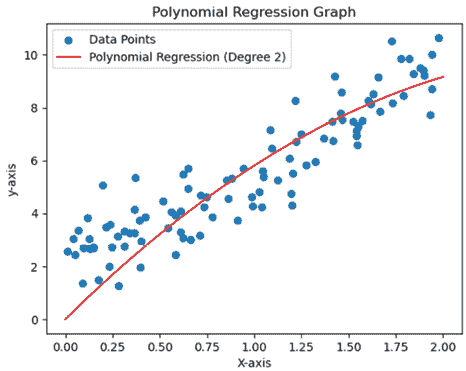 Polynomial Regression Graph
Data Points
Polynomial Regression (Degree 2)
10
8
6
4
2
0
y-axis
0.00 0.25 0.50 0.75 1.00 1.25 1.50 1.75 2.00
X-axis